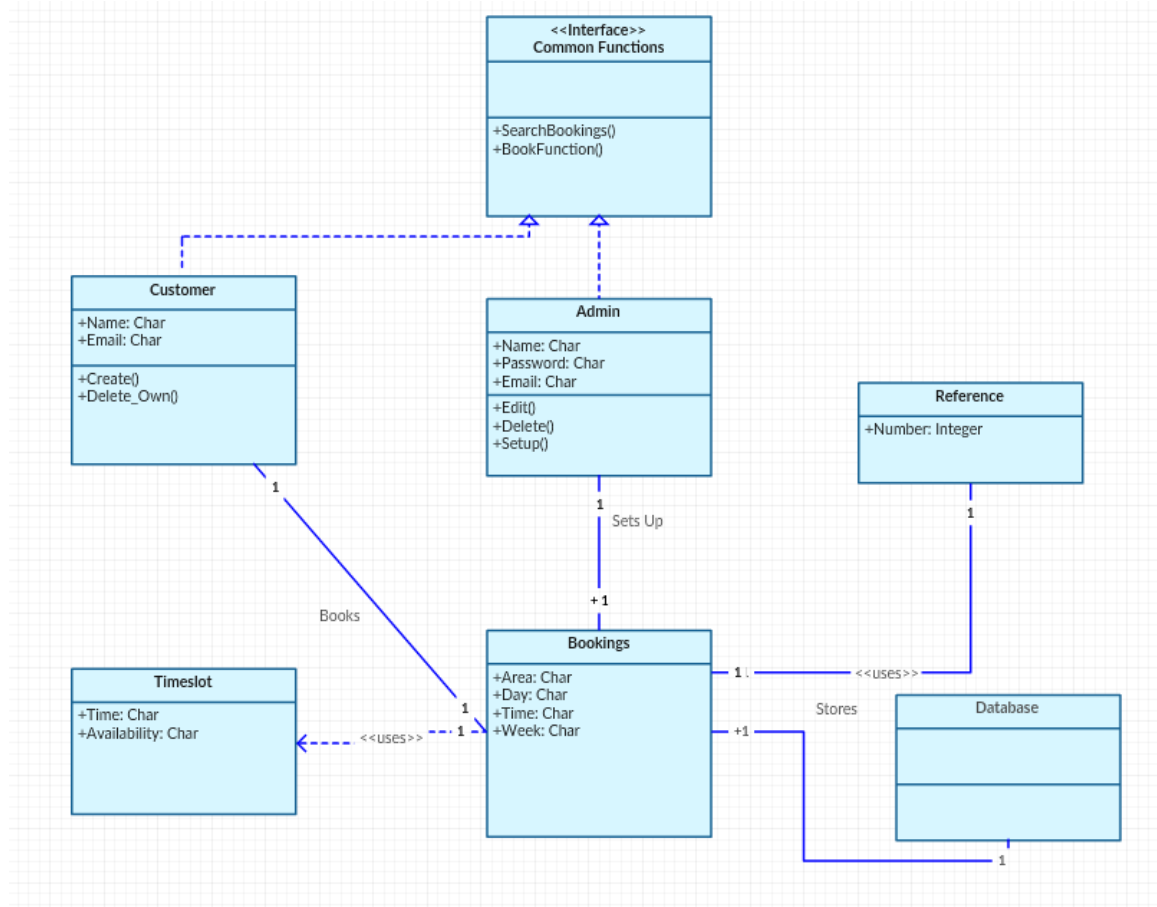 <<Interface>>
Common Functions
+SearchBookings()
+BookFunction()
Customer
+Name: Char
+Email: Char
+Create()
+Delete_Own()
Admin
+Name: Char
+Password: Char
+Email: Char
+Edit()
+Delete()
+Setup()
Reference
+Number: Integer
1
1
Sets Up
1
+1
Books
Bookings
+Area: Char
+Day: Char
+Time: Char
+Week: Char
1
<<uses>>
Timeslot
+Time: Char
+Availability: Char
1
<<uses>>
1
Stores
Database
+1
1